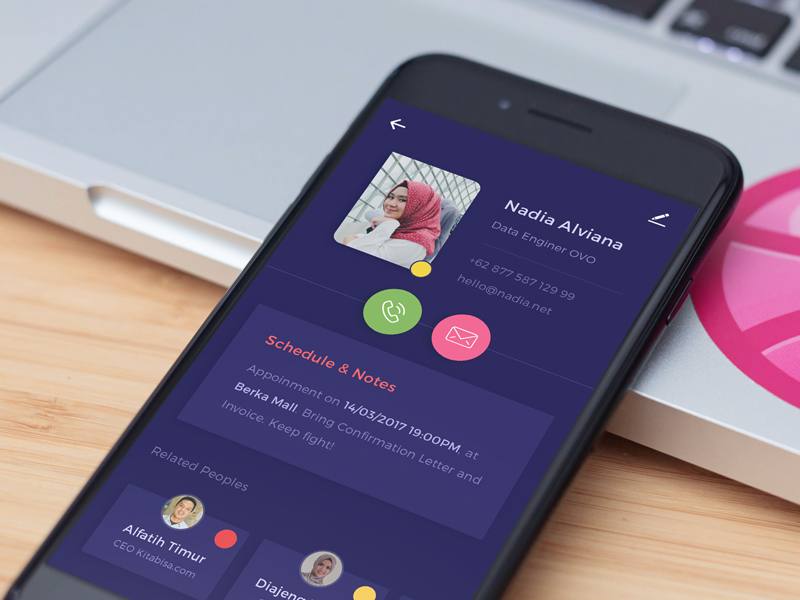 Nadia Alviana
Data Enginer OVO
+62 877 587 129 99
hello@nadia.net
Schedule & Notes
Appoinment on 14/03/2017 19:00PM, at
Berka Mall. Bring Confirmation Letter and
Invoice. Keep fight!
Related Peoples
Alfatih Timur
CEO Kitabisa.com
Diajeng